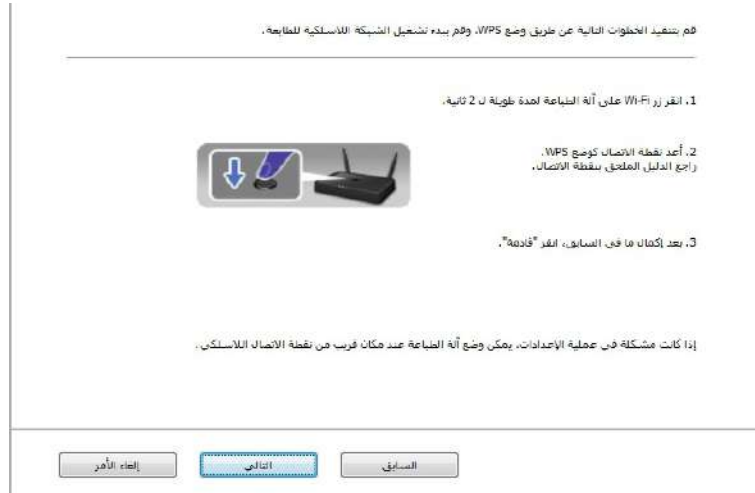 قم بتنفيذ الخطوات التالية عن طريق وضع WPS، وقم ببدء تشغيل الشبكة اللاسلكية للطابعة.
1. انقر زر Wi-Fi على آلة الطباعة لمدة طويلة ل 2 ثانية.
2. أعد نقطة الاتصال كوضع WPS.
راجع الدليل الملحق بنقطة الاتصال.
3. بعد إكمال ما في السابق، انقر "قادمة".
إذا كانت مشكلة في عملية الإعدادات، يمكن وضع آلة الطباعة عند مكان قريب من نقطة الاتصال اللاسلكي.
السابق
التالي
إلغاء الأمر